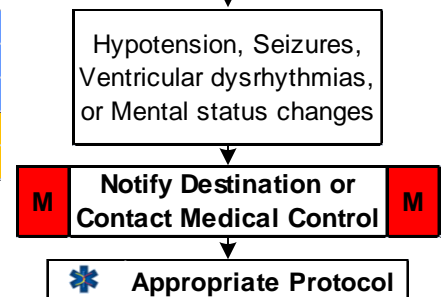 Hypotension, Seizures,
Ventricular dysrhythmias,
or Mental status changes
M Notify Destination or M
Contact Medical Control
Appropriate Protocol